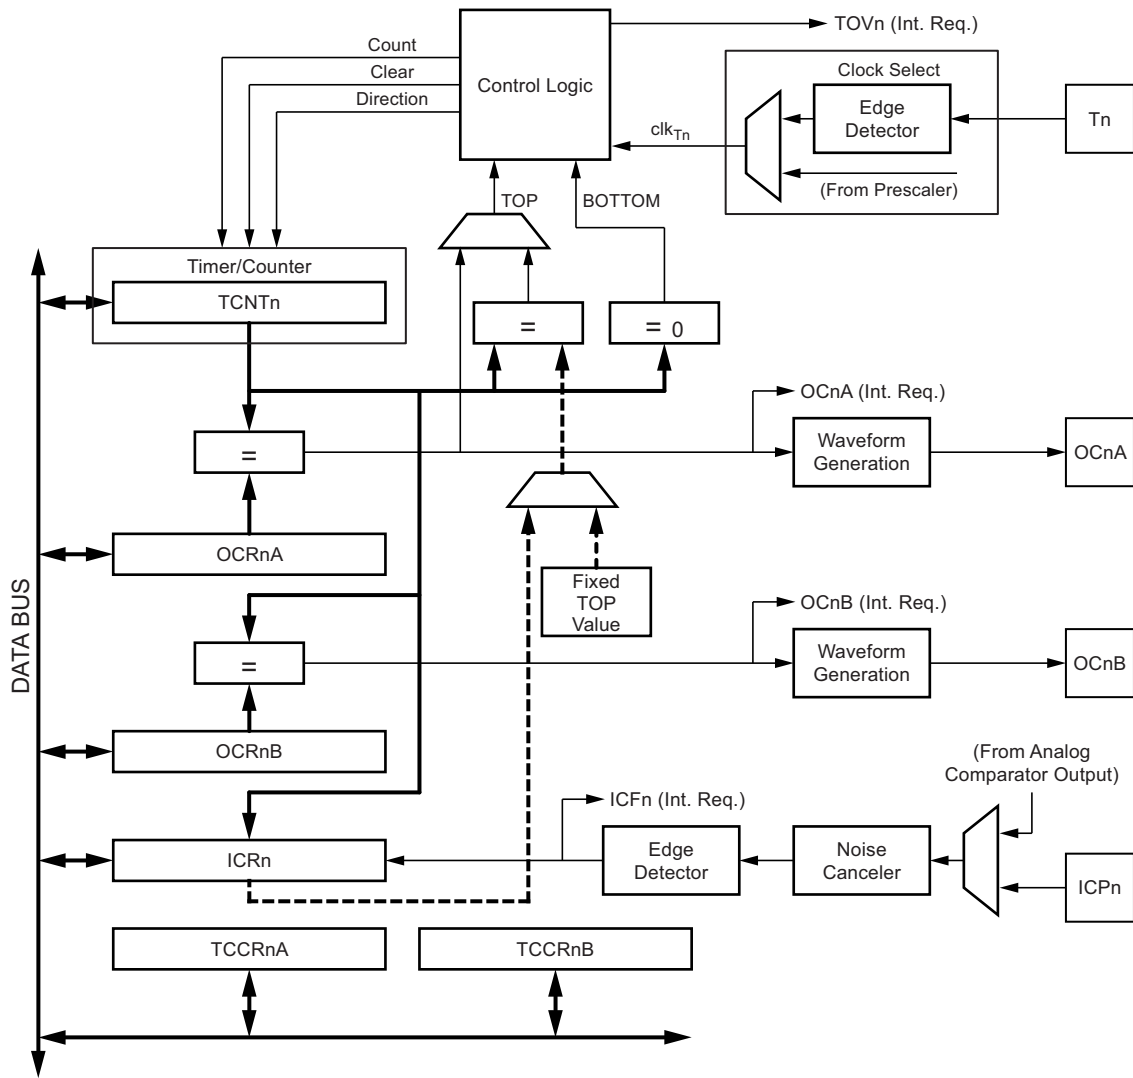 TOVn (Int. Req.)
Count
Clear
Direction
Control Logic
Clock Select
Edge
Detector
Tn
clkTn
(From Prescaler)
TOP
BOTTOM
Timer/Counter
TCNTn
=
= 0
OCnA (Int. Req.)
=
Waveform
Generation
OCnA
OCRnA
Fixed
TOP
Value
DATA BUS
OCnB (Int. Req.)
=
Waveform
Generation
OCnB
OCRnB
(From Analog
Comparator Output)
ICFn (Int. Req.)
ICRn
Edge
Detector
Noise
Canceler
ICPn
TCCRnA
TCCRnB